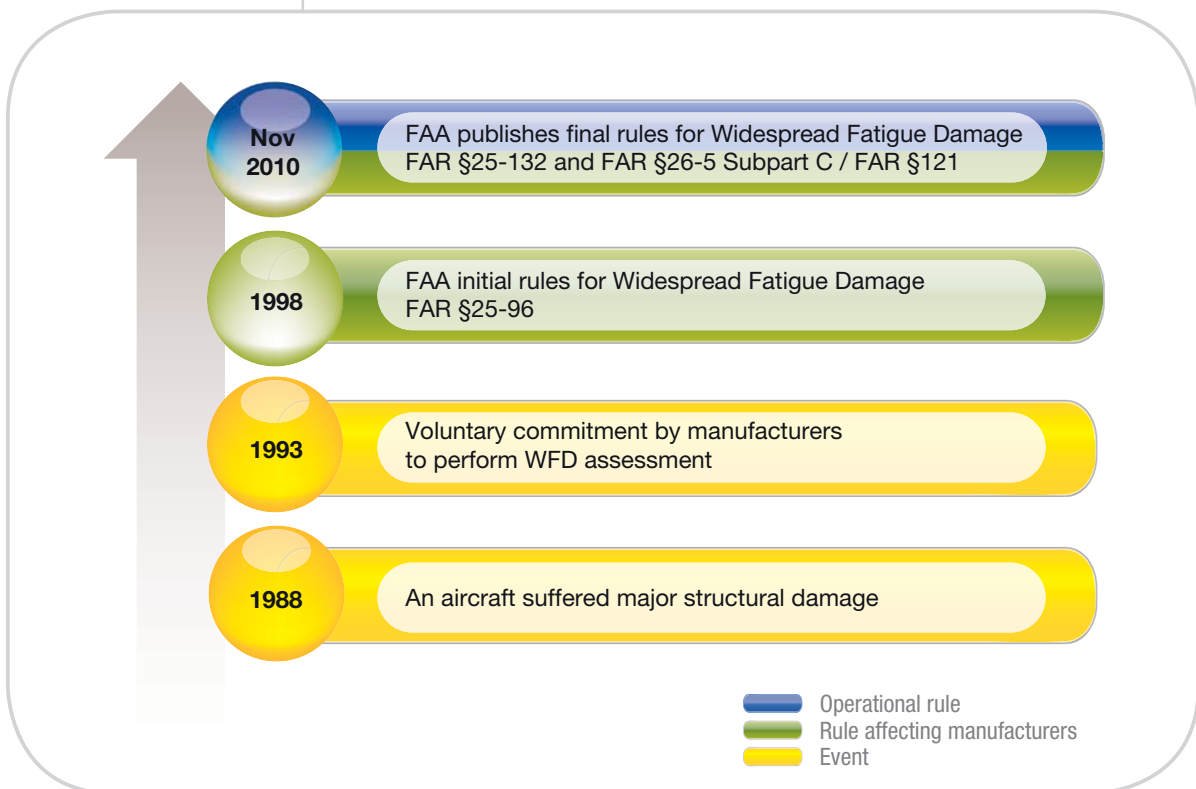 Nov
2010
FAA publishes final rules for Widespread Fatigue Damage
FAR §25-132 and FAR §26-5 Subpart C / FAR §121
1998
FAA initial rules for Widespread Fatigue Damage
FAR §25-96
1993
Voluntary commitment by manufacturers
to perform WFD assessment
1988
An aircraft suffered major structural damage
Operational rule
Rule affecting manufacturers
Event